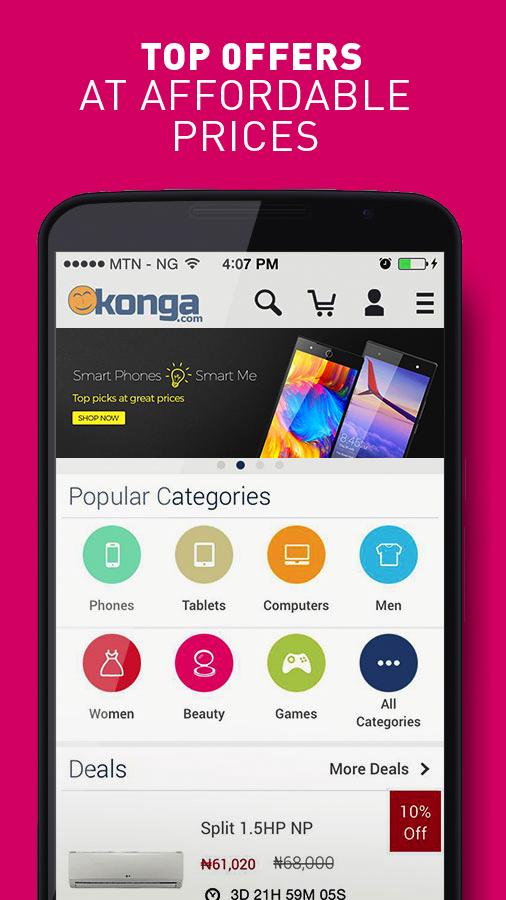 TOP OFFERS
AT AFFORDABLE
PRICES
MTN - NG 4:07 PM
konga
.com
Smart Phones Smart Me
Top picks at great prices
SHOP NOW
8:45
Popular Categories
Phones Tablets Computers Men
Women Beauty Games All
Categories
Deals More Deals
10%
Off
Split 1.5HP NP
₦61,020 ₦68,000
3D 21H 59M 05S